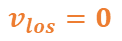 v_los = 0